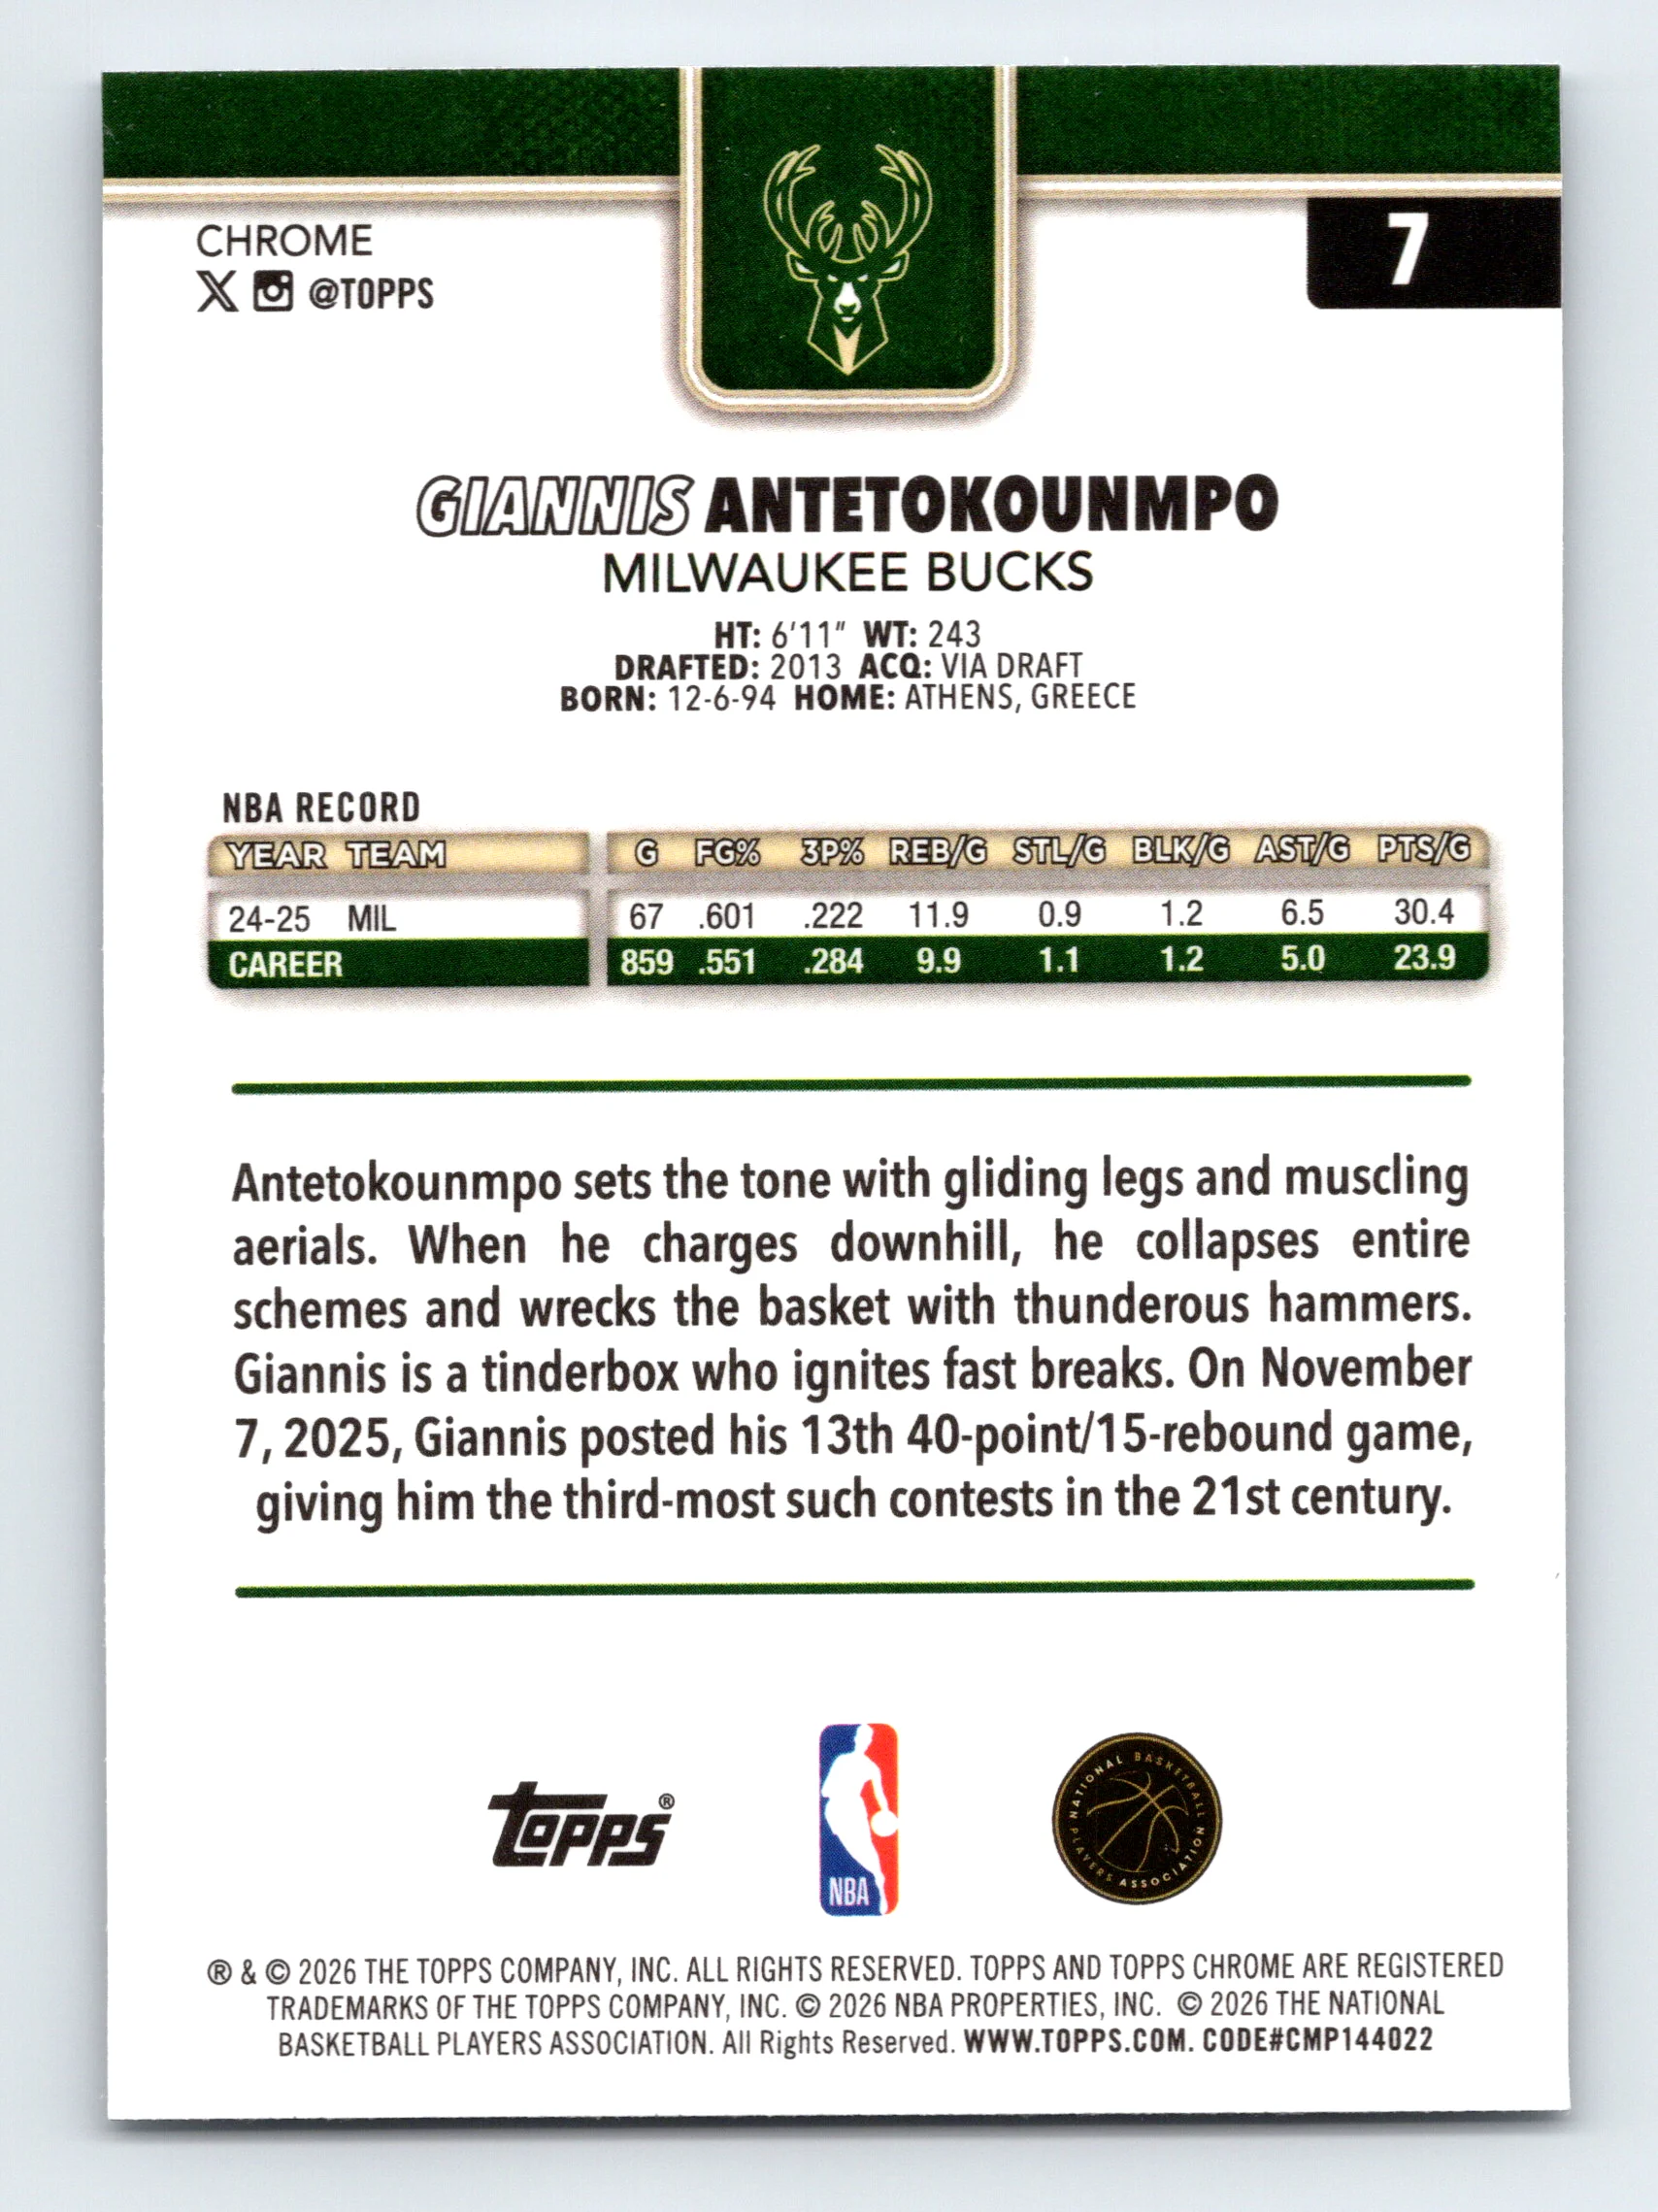 CHROME
X @TOPPS
7
GIANNIS ANTETOKOUNMPO
MILWAUKEE BUCKS
HT: 6'11" WT: 243
DRAFTED: 2013 ACQ: VIA DRAFT
BORN: 12-6-94 HOME: ATHENS, GREECE
NBA RECORD
YEAR TEAM G FG% 3P% REB/G STL/G BLK/G AST/G PTS/G
24-25 MIL 67 .601 .222 11.9 0.9 1.2 6.5 30.4
CAREER 859 .551 .284 9.9 1.1 1.2 5.0 23.9
Antetokounmpo sets the tone with gliding legs and muscling
aerials. When he charges downhill, he collapses entire
schemes and wrecks the basket with thunderous hammers.
Giannis is a tinderbox who ignites fast breaks. On November
7, 2025, Giannis posted his 13th 40-point/15-rebound game,
giving him the third-most such contests in the 21st century.
topps®
NBA
NATIONAL BASKETBALL PLAYERS ASSOCIATION
® & © 2026 THE TOPPS COMPANY, INC. ALL RIGHTS RESERVED. TOPPS AND TOPPS CHROME ARE REGISTERED
TRADEMARKS OF THE TOPPS COMPANY, INC. © 2026 NBA PROPERTIES, INC. © 2026 THE NATIONAL
BASKETBALL PLAYERS ASSOCIATION. All Rights Reserved. WWW.TOPPS.COM. CODE#CMP144022